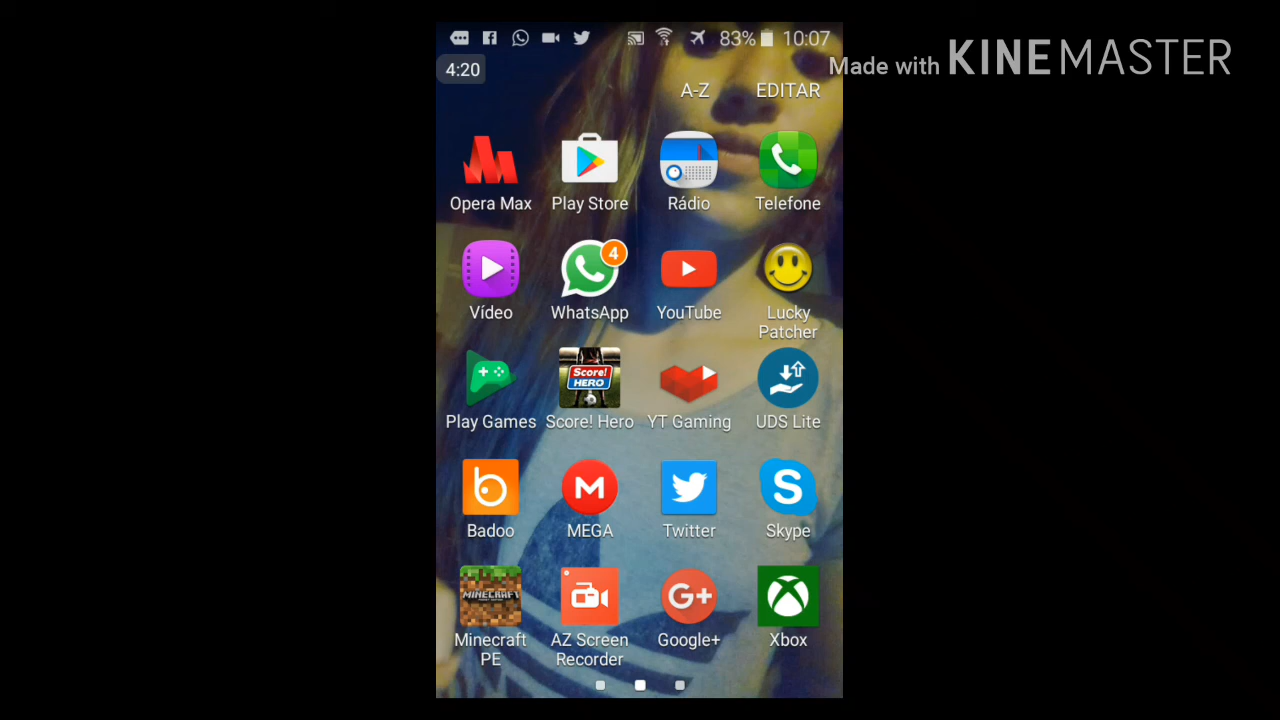 83% 10:07
Made with KINEMASTER
4:20
A-Z EDITAR
Opera Max Play Store Rádio Telefone
4
Vídeo WhatsApp YouTube Lucky
Patcher
Score!
HERO
Play Games Score! Hero YT Gaming UDS Lite
Badoo MEGA Twitter Skype
MINECRAFT
G+
Minecraft AZ Screen Google+ Xbox
PE Recorder